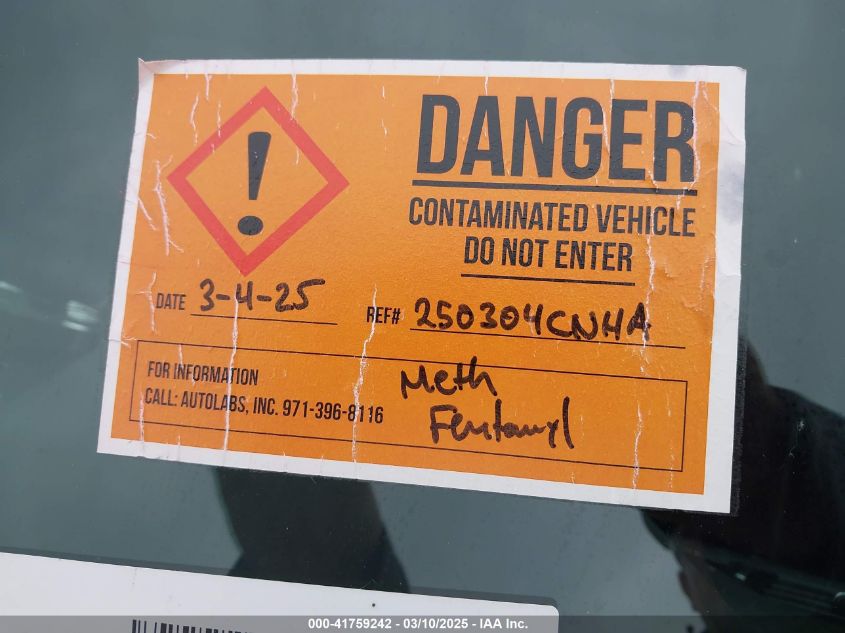 DANGER
CONTAMINATED VEHICLE
DO NOT ENTER
DATE 3-4-25 REF# 250304CNHA
FOR INFORMATION
CALL: AUTOLABS, INC. 971-396-8116
Meth
Fentanyl
000-41759242 - 03/10/2025 - IAA Inc.